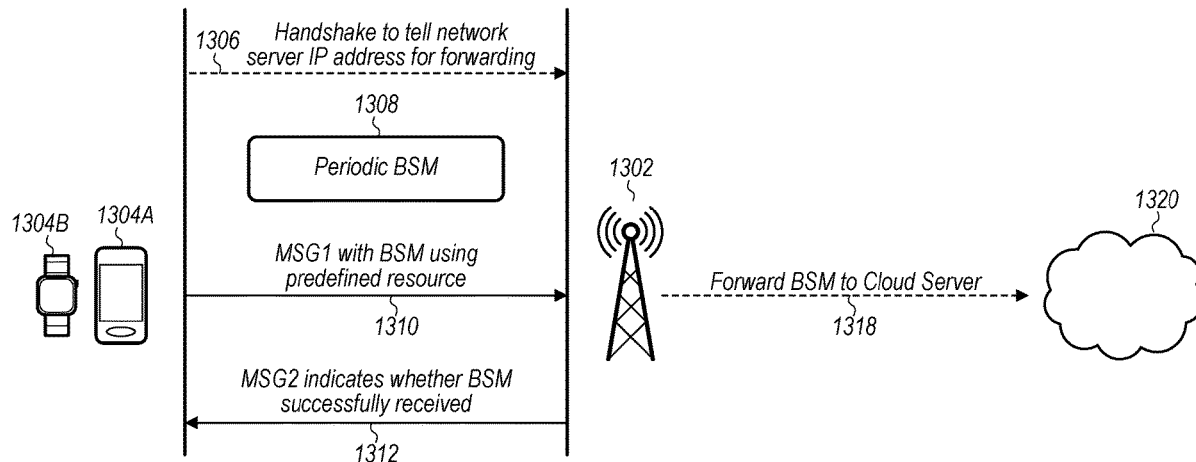 Handshake to tell network
server IP address for forwarding
1306
1308
Periodic BSM
1302
1304B
1304A
1320
MSG1 with BSM using
predefined resource
1310
Forward BSM to Cloud Server
1318
MSG2 indicates whether BSM
successfully received
1312